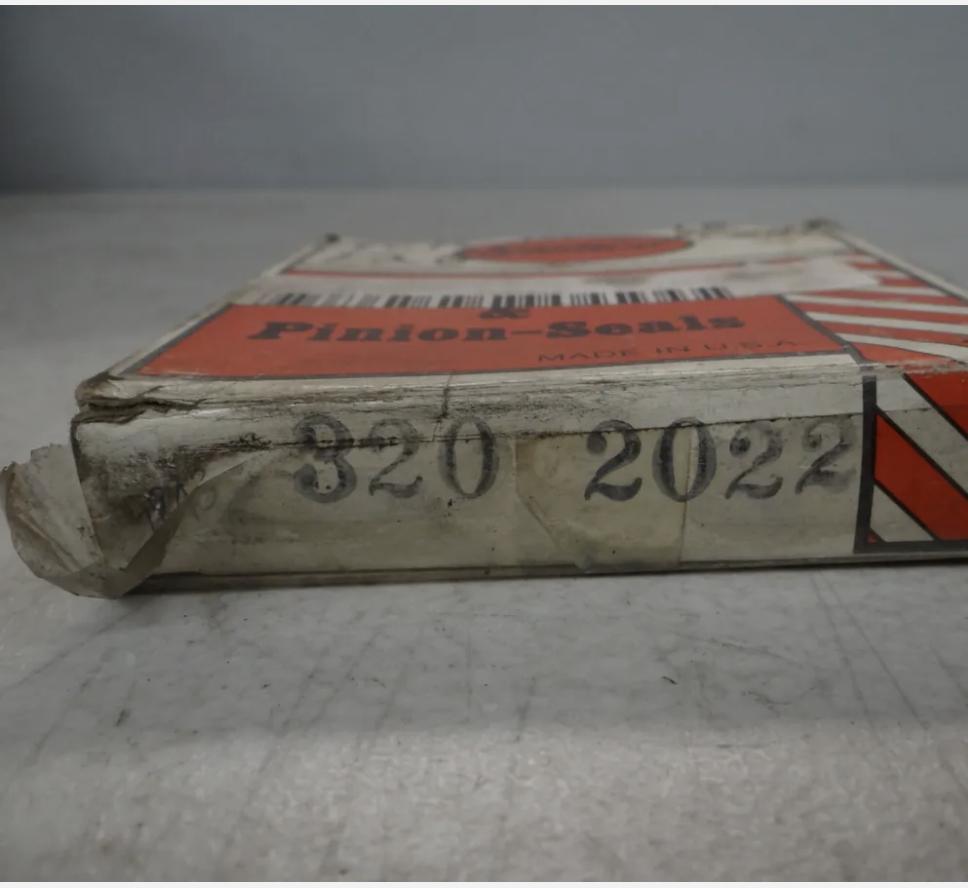 &
Pinion-Seals
MADE IN U.S.A.
320 2022